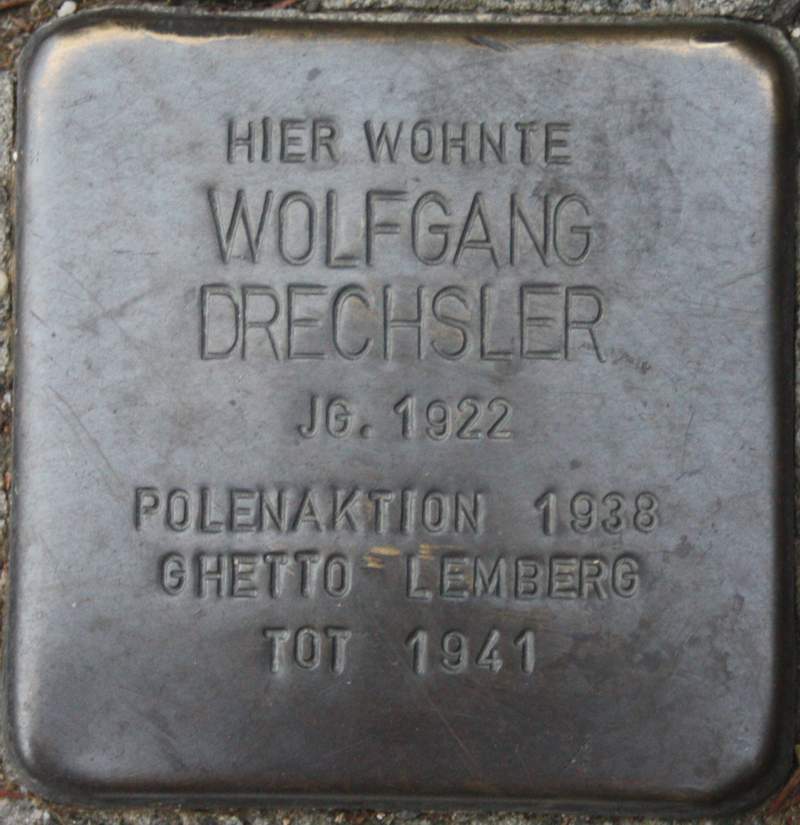 HIER WOHNTE
WOLFGANG
DRECHSLER
JG. 1922
POLENAKTION 1938
GHETTO LEMBERG
TOT 1941